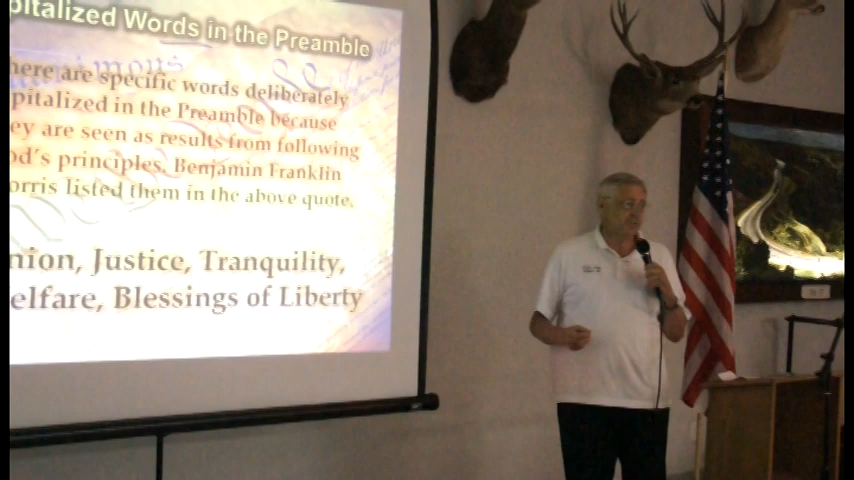 pitalized Words in the Preamble
here are specific words deliberately
pitalized in the Preamble because
ey are seen as results from following
od's principles. Benjamin Franklin
orris listed them in the above quote.
nion, Justice, Tranquility,
elfare, Blessings of Liberty